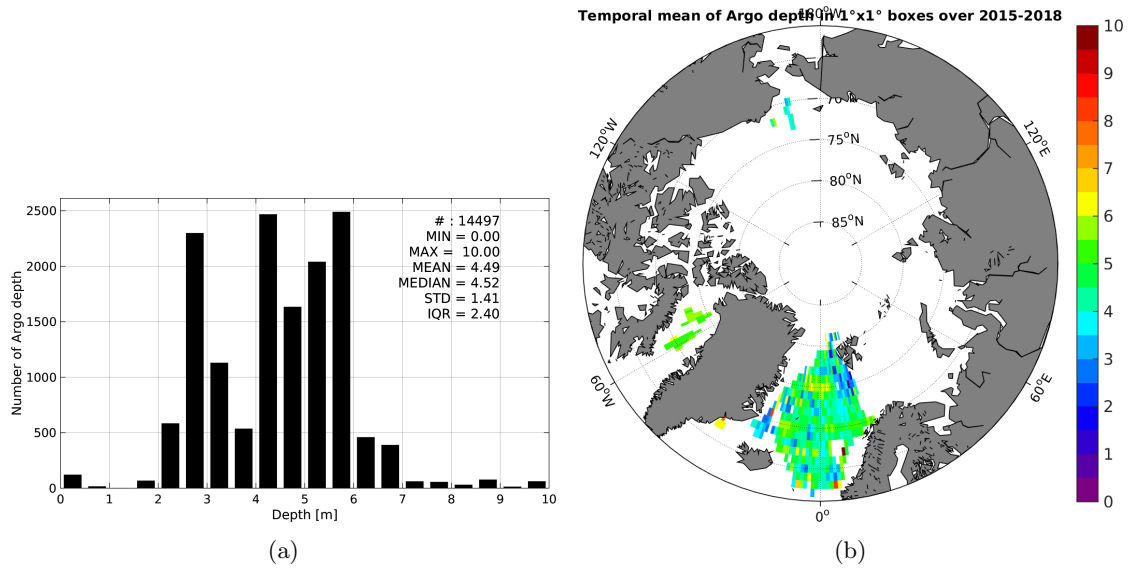 Temporal mean of Argo depth in 1°x1° boxes over 2015-2018
180°W
120°W
120°E
60°W
60°E
0°
70°N
75°N
80°N
85°N
10
9
8
7
6
5
4
3
2
1
0
Number of Argo depth
2500
2000
1500
1000
500
0
# : 14497
MIN = 0.00
MAX = 10.00
MEAN = 4.49
MEDIAN = 4.52
STD = 1.41
IQR = 2.40
0 1 2 3 4 5 6 7 8 9 10
Depth [m]
(a)
(b)